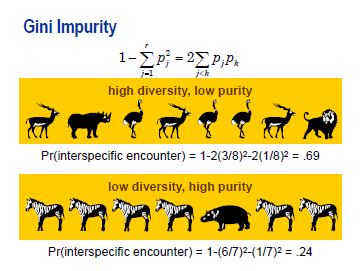 Gini Impurity
1 − ∑_{j=1}^{r} p_j^2 = 2 ∑_{j<k} p_j p_k
high diversity, low purity
Pr(interspecific encounter) = 1-2(3/8)²-2(1/8)² = .69
low diversity, high purity
Pr(interspecific encounter) = 1-(6/7)²-(1/7)² = .24